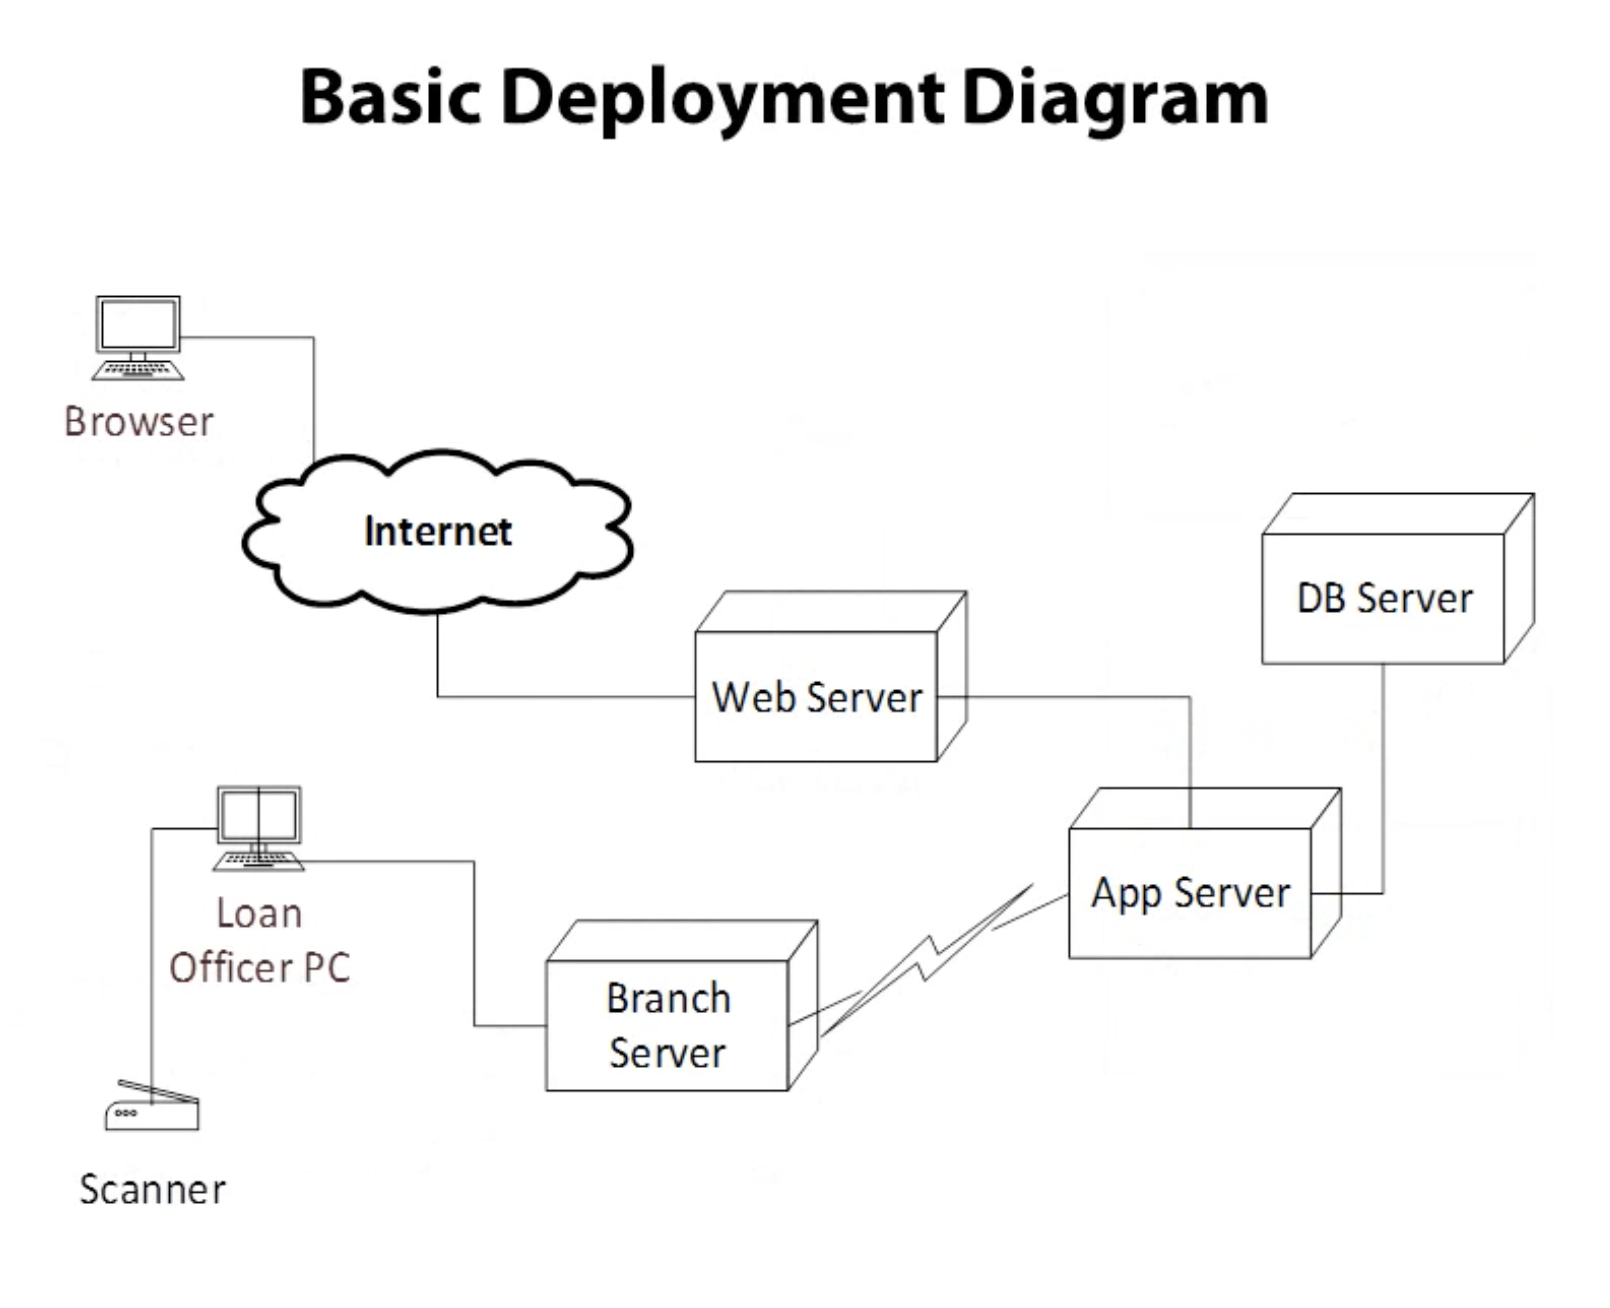 Basic Deployment Diagram
Browser
Internet
DB Server
Web Server
App Server
Loan
Officer PC
Branch
Server
Scanner